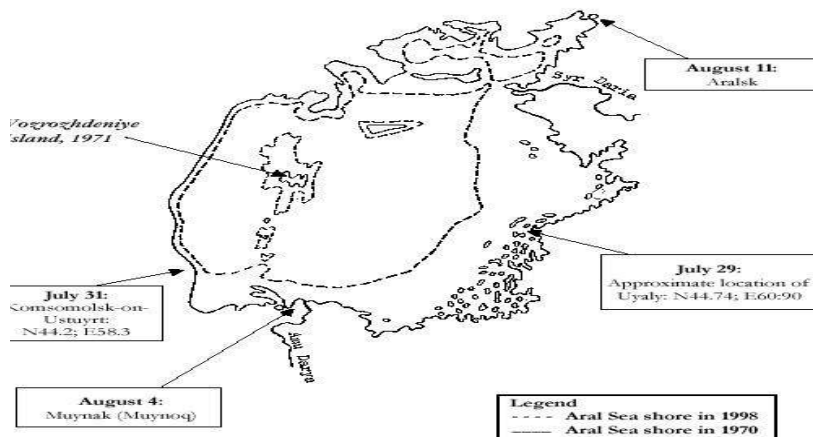 August 11:
Aralsk
Syr Daria
Vozrozhdeniye
Island, 1971
July 29:
Approximate location of
Uyaly: N44.74; E60:90
July 31:
Komsomolsk-on-
Ustuyrt:
N44.2; E58.3
Amu Darya
August 4:
Muynak (Muynoq)
Legend
Aral Sea shore in 1998
Aral Sea shore in 1970